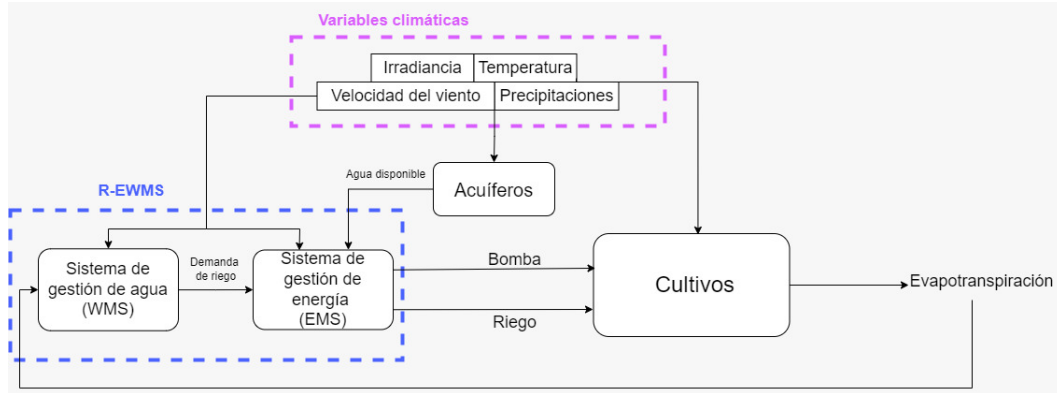 Variables climáticas
Irradiancia
Temperatura
Velocidad del viento
Precipitaciones
Agua disponible
Acuíferos
R-EWMS
Sistema de
gestión de agua
(WMS)
Demanda
de riego
Sistema de
gestión de
energía
(EMS)
Bomba
Riego
Cultivos
Evapotranspiración